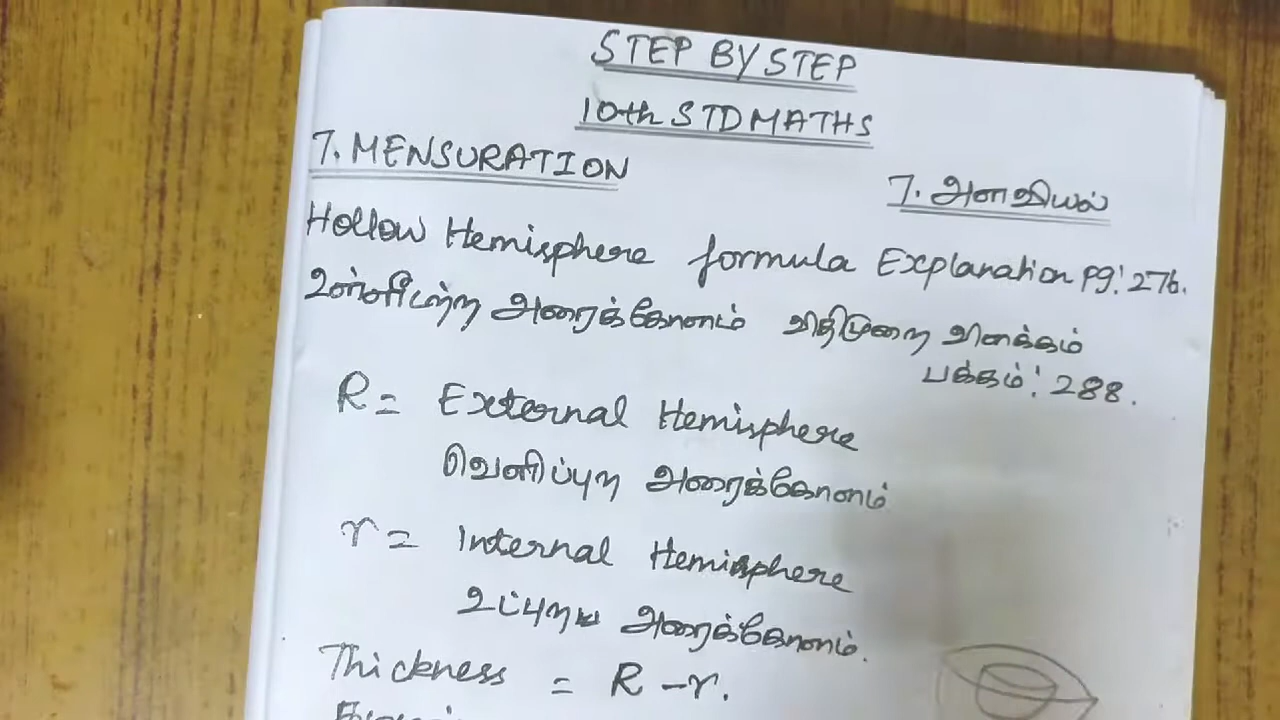 STEP BY STEP
10th STD MATHS
7. MENSURATION
7. அளவியல்
Hollow Hemisphere formula Explanation pg: 276.
உள்ளீடற்ற அரைக்கோளம் விதிமுறை விளக்கம்
பக்கம்: 288.
R = External Hemisphere
வெளிப்புற அரைக்கோளம்
r = Internal Hemisphere
உட்புற அரைக்கோளம்.
Thickness = R - r.